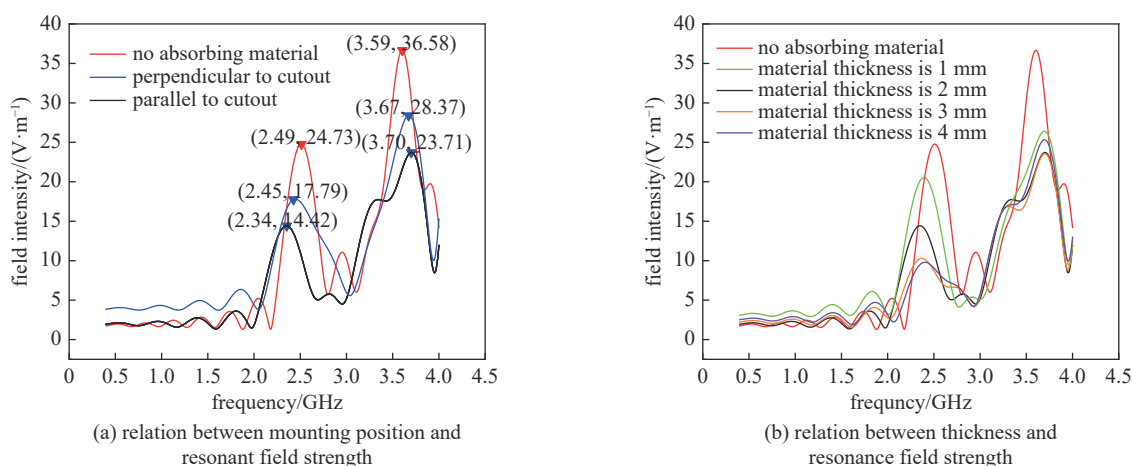 40
35
30
25
20
15
10
5
0
field intensity/(V·m⁻¹)
no absorbing material
perpendicular to cutout
parallel to cutout
(3.59, 36.58)
(3.67, 28.37)
(2.49, 24.73)
(3.70, 23.71)
(2.45, 17.79)
(2.34, 14.42)
0 0.5 1.0 1.5 2.0 2.5 3.0 3.5 4.0 4.5
frequency/GHz
(a) relation between mounting position and
resonant field strength
40
35
30
25
20
15
10
5
0
field intensity/(V·m⁻¹)
no absorbing material
material thickness is 1 mm
material thickness is 2 mm
material thickness is 3 mm
material thickness is 4 mm
0 0.5 1.0 1.5 2.0 2.5 3.0 3.5 4.0 4.5
frequncy/GHz
(b) relation between thickness and
resonance field strength